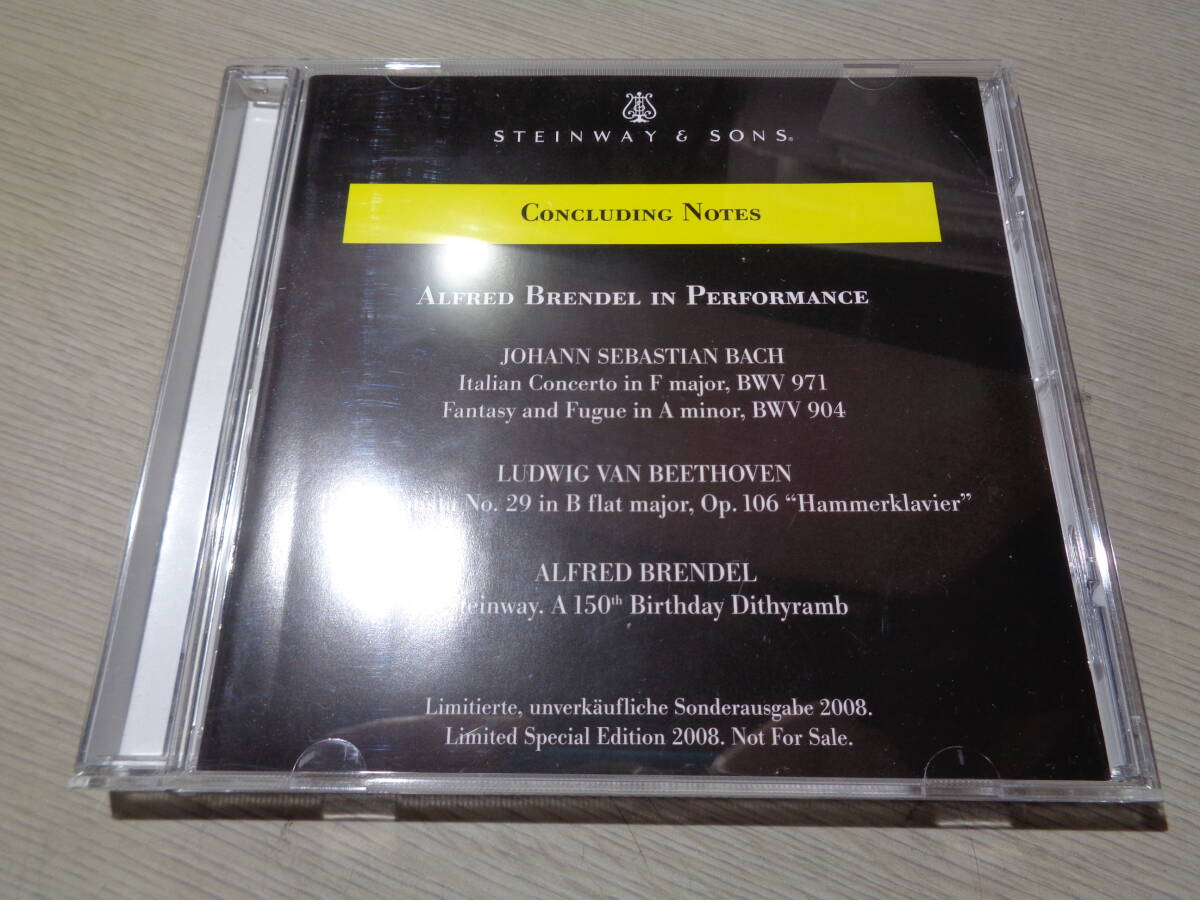 STEINWAY & SONS®
CONCLUDING NOTES
ALFRED BRENDEL IN PERFORMANCE
JOHANN SEBASTIAN BACH
Italian Concerto in F major, BWV 971
Fantasy and Fugue in A minor, BWV 904
LUDWIG VAN BEETHOVEN
No. 29 in B flat major, Op. 106 “Hammerklavier”
ALFRED BRENDEL
Steinway. A 150th Birthday Dithyramb
Limitierte, unverkäufliche Sonderausgabe 2008.
Limited Special Edition 2008. Not For Sale.